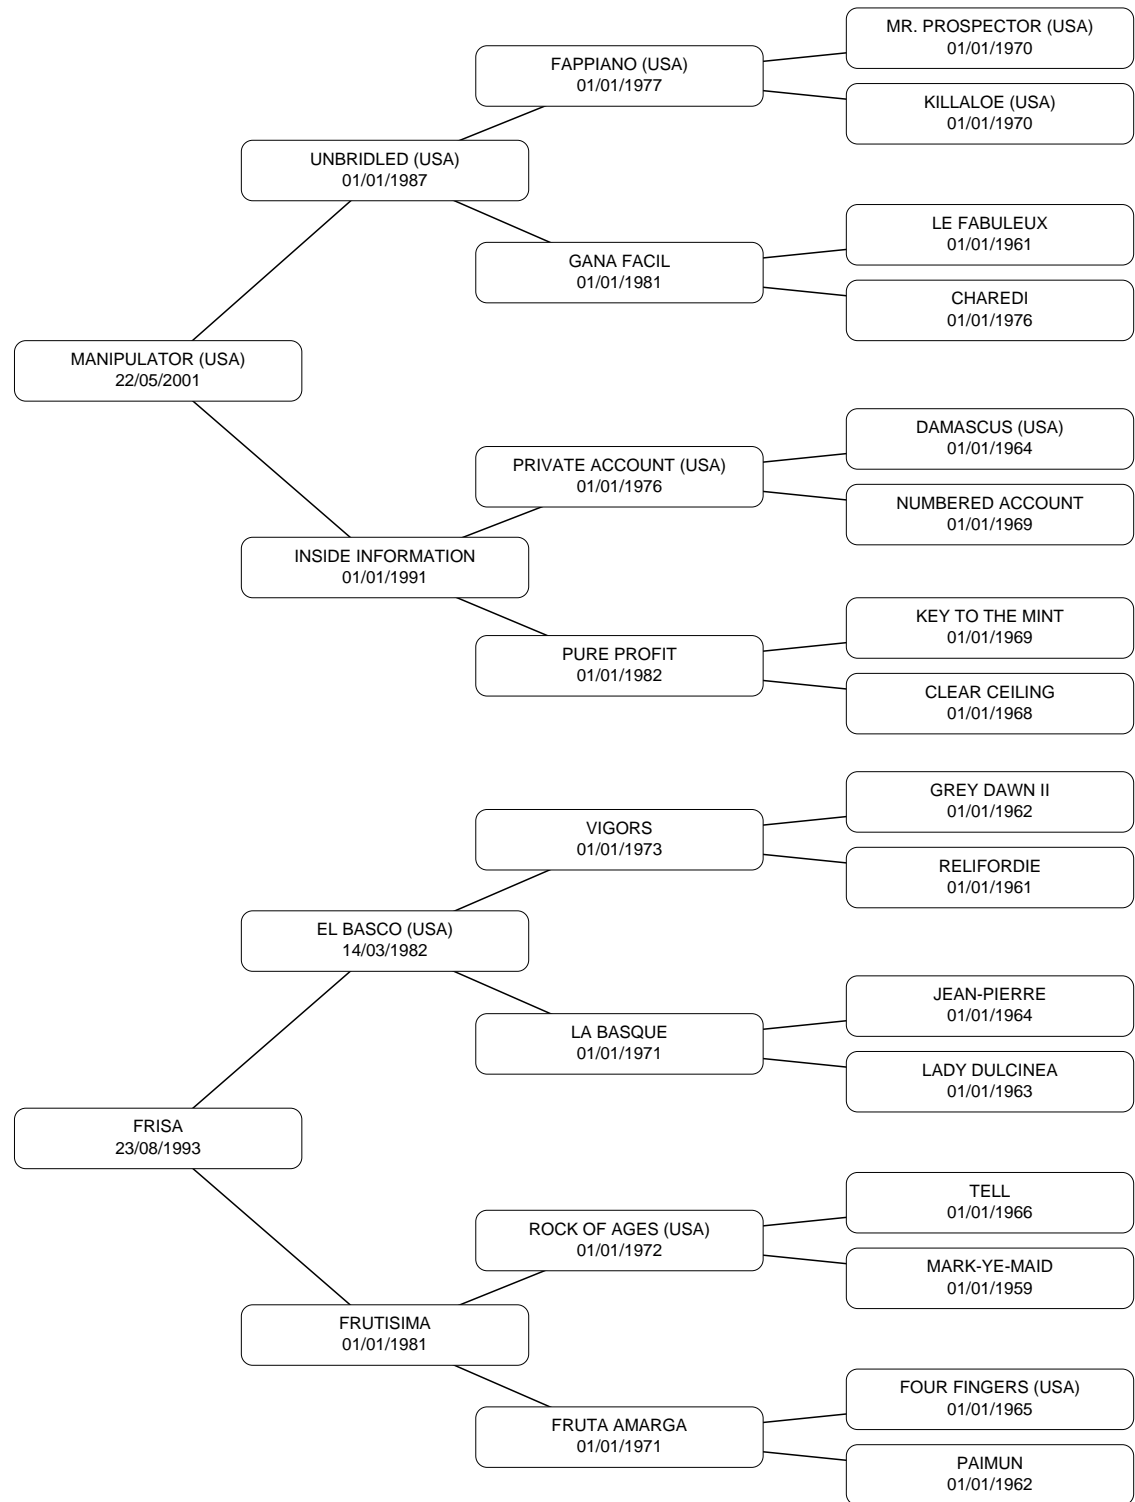 MR. PROSPECTOR (USA)
01/01/1970
FAPPIANO (USA)
01/01/1977
KILLALOE (USA)
01/01/1970
UNBRIDLED (USA)
01/01/1987
LE FABULEUX
01/01/1961
GANA FACIL
01/01/1981
CHAREDI
01/01/1976
MANIPULATOR (USA)
22/05/2001
DAMASCUS (USA)
01/01/1964
PRIVATE ACCOUNT (USA)
01/01/1976
NUMBERED ACCOUNT
01/01/1969
INSIDE INFORMATION
01/01/1991
KEY TO THE MINT
01/01/1969
PURE PROFIT
01/01/1982
CLEAR CEILING
01/01/1968
GREY DAWN II
01/01/1962
VIGORS
01/01/1973
RELIFORDIE
01/01/1961
EL BASCO (USA)
14/03/1982
JEAN-PIERRE
01/01/1964
LA BASQUE
01/01/1971
LADY DULCINEA
01/01/1963
FRISA
23/08/1993
TELL
01/01/1966
ROCK OF AGES (USA)
01/01/1972
MARK-YE-MAID
01/01/1959
FRUTISIMA
01/01/1981
FOUR FINGERS (USA)
01/01/1965
FRUTA AMARGA
01/01/1971
PAIMUN
01/01/1962